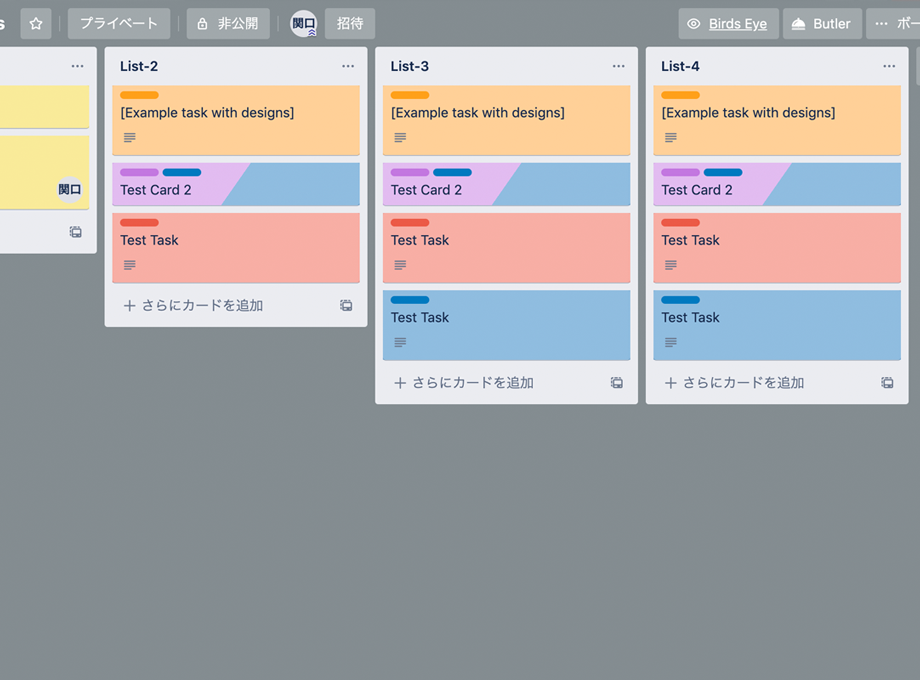 s
プライベート
非公開
関口
招待
Birds Eye
Butler
ボー
関口
List-2
[Example task with designs]
Test Card 2
Test Task
さらにカードを追加
List-3
[Example task with designs]
Test Card 2
Test Task
Test Task
さらにカードを追加
List-4
[Example task with designs]
Test Card 2
Test Task
Test Task
さらにカードを追加